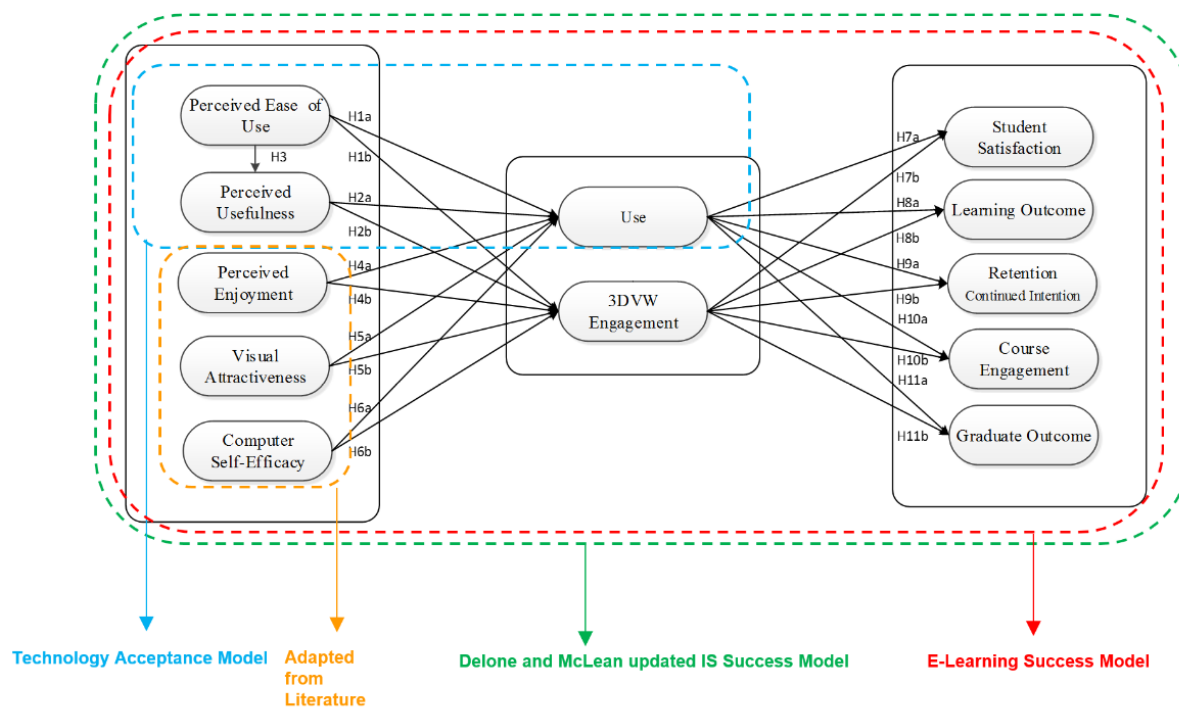 Perceived Ease of
Use
H3
Perceived
Usefulness
Perceived
Enjoyment
Visual
Attractiveness
Computer
Self-Efficacy
H1a
H1b
H2a
H2b
H4a
H4b
H5a
H5b
H6a
H6b
Use
3DVW
Engagement
H7a
H7b
H8a
H8b
H9a
H9b
H10a
H10b
H11a
H11b
Student
Satisfaction
Learning Outcome
Retention
Continued Intention
Course
Engagement
Graduate Outcome
Technology Acceptance Model
Adapted
from
Literature
Delone and McLean updated IS Success Model
E-Learning Success Model